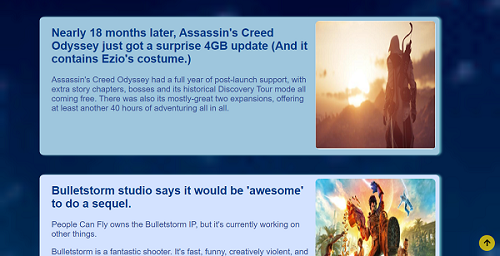 Nearly 18 months later, Assassin's Creed
Odyssey just got a surprise 4GB update (And it
contains Ezio's costume.)
Assassin's Creed Odyssey had a full year of post-launch support, with
extra story chapters, bosses and its historical Discovery Tour mode all
coming free. There was also its mostly-great two expansions, offering
at least another 40 hours of adventuring all in all.
Bulletstorm studio says it would be 'awesome'
to do a sequel.
People Can Fly owns the Bulletstorm IP, but it's currently working on
other things.
Bulletstorm is a fantastic shooter. It's fast, funny, creatively violent, and